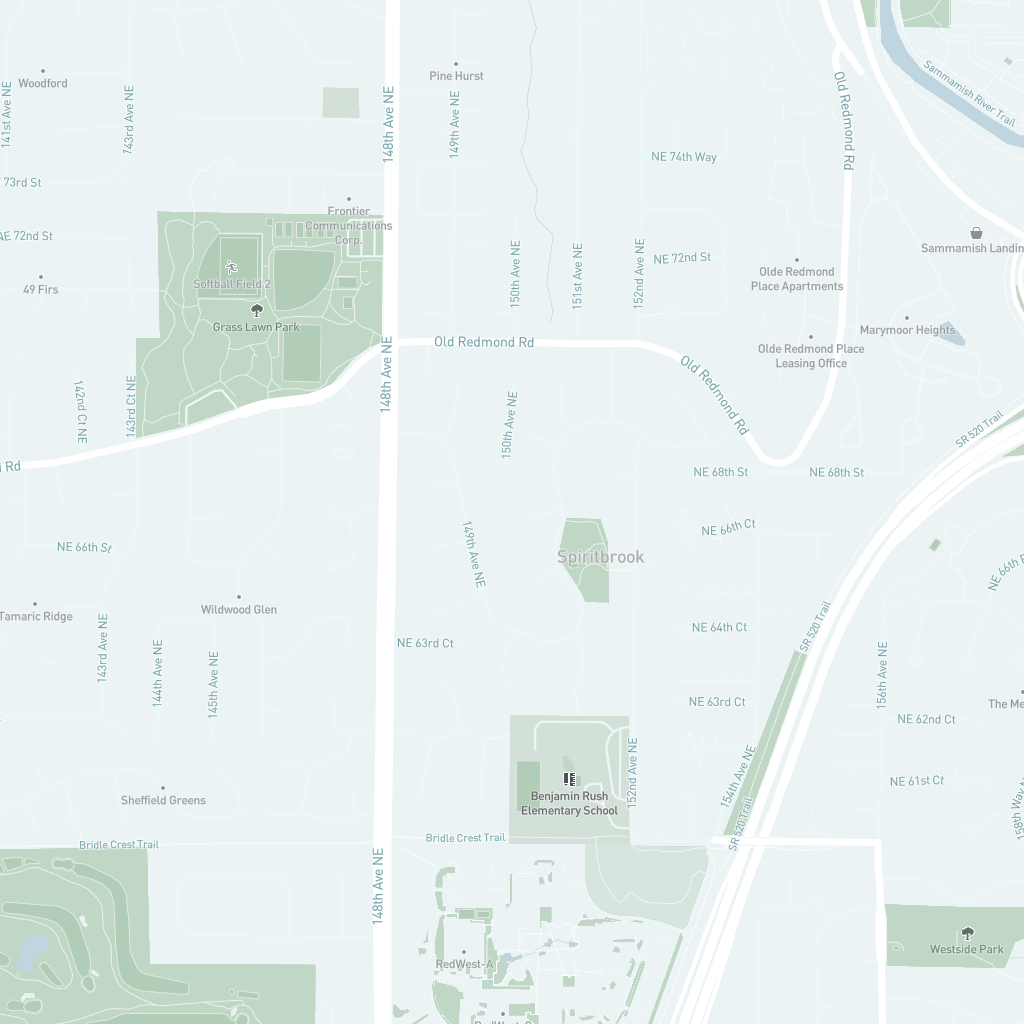 Woodford
Pine Hurst
141st Ave NE
743rd Ave NE
148th Ave NE
149th Ave NE
Old Redmond Rd
Sammamish River Trail
NE 74th Way
73rd St
Frontier
Communications
Corp.
AE 72nd St
49 Firs
Softball Field 2
Grass Lawn Park
150th Ave NE
151st Ave NE
152nd Ave NE
NE 72nd St
Olde Redmond
Place Apartments
Sammamish Landin
Marymoor Heights
Olde Redmond Place
Leasing Office
Old Redmond Rd
148th Ave NE
Old Redmond Rd
142nd Ct NE
143rd Ct NE
150th Ave NE
SR 520 Trail
Rd
NE 68th St
NE 68th St
NE 66th Ct
149th Ave NE
NE 66th St
Spiritbrook
NE 66th
Tamaric Ridge
Wildwood Glen
NE 64th Ct
SR 520 Trail
NE 63rd Ct
143rd Ave NE
144th Ave NE
145th Ave NE
156th Ave NE
NE 63rd Ct
The Me
NE 62nd Ct
152nd Ave NE
154th Ave NE
NE 61st Ct
158th Way
Sheffield Greens
Benjamin Rush
Elementary School
SR 520 Trail
Bridle Crest Trail
Bridle Crest Trail
148th Ave NE
Westside Park
RedWest-A